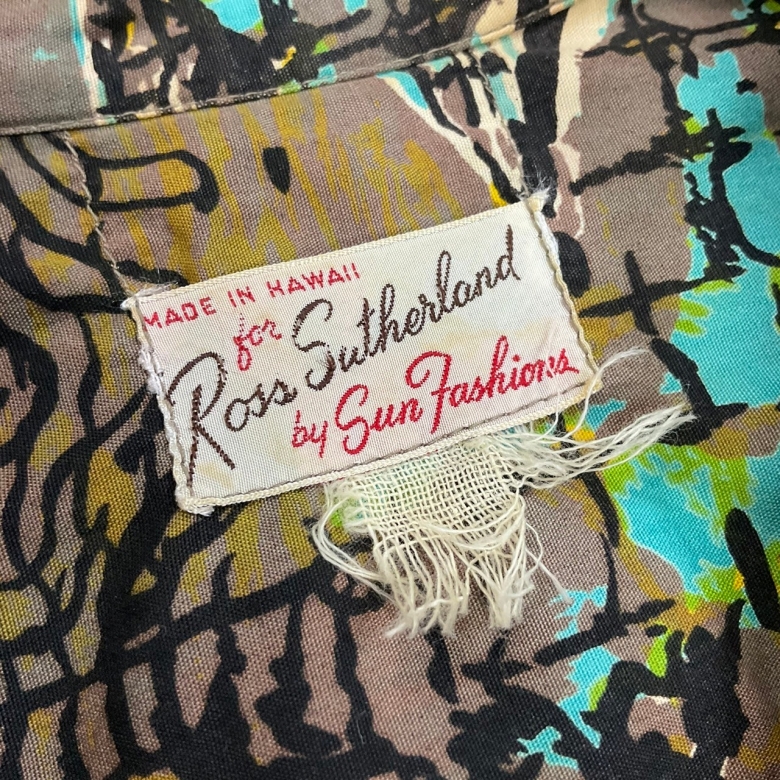 MADE IN HAWAII
for
Ross Sutherland
by Sun Fashions